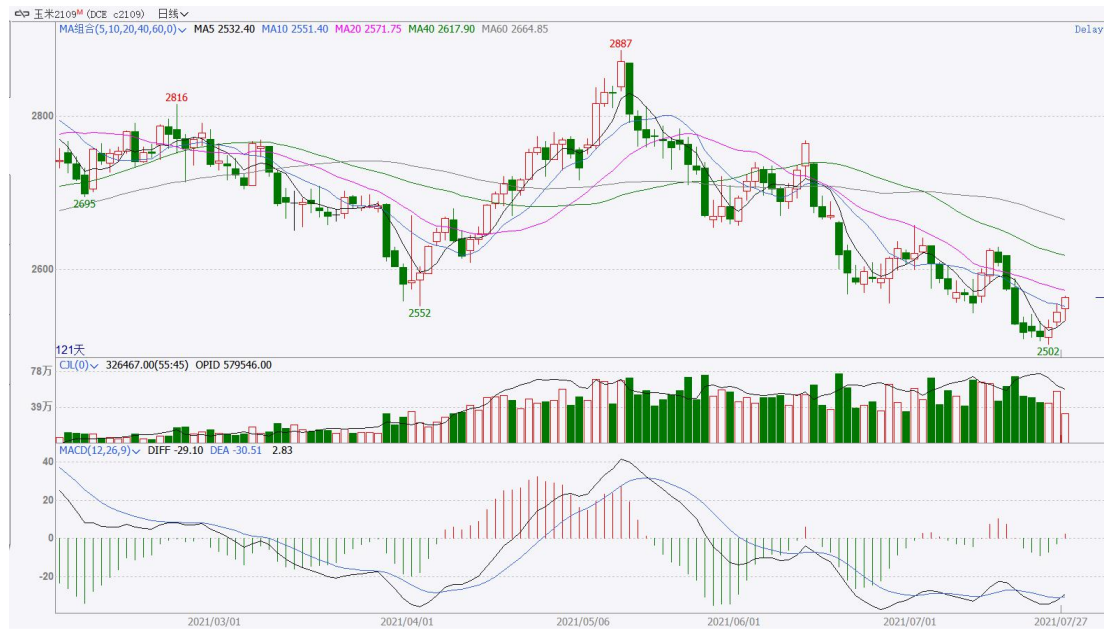 玉米2109ᴹ (DCE c2109) 日线
MA组合(5,10,20,40,60,0) MA5 2532.40 MA10 2551.40 MA20 2571.75 MA40 2617.90 MA60 2664.85
Delay
2887
2816
2800
2695
2600
2552
2502
121天
CJL(0) 326467.00(55:45) OPID 579546.00
78万
39万
MACD(12,26,9) DIFF -29.10 DEA -30.51 2.83
40
20
0
-20
2021/03/01 2021/04/01 2021/05/06 2021/06/01 2021/07/01 2021/07/27